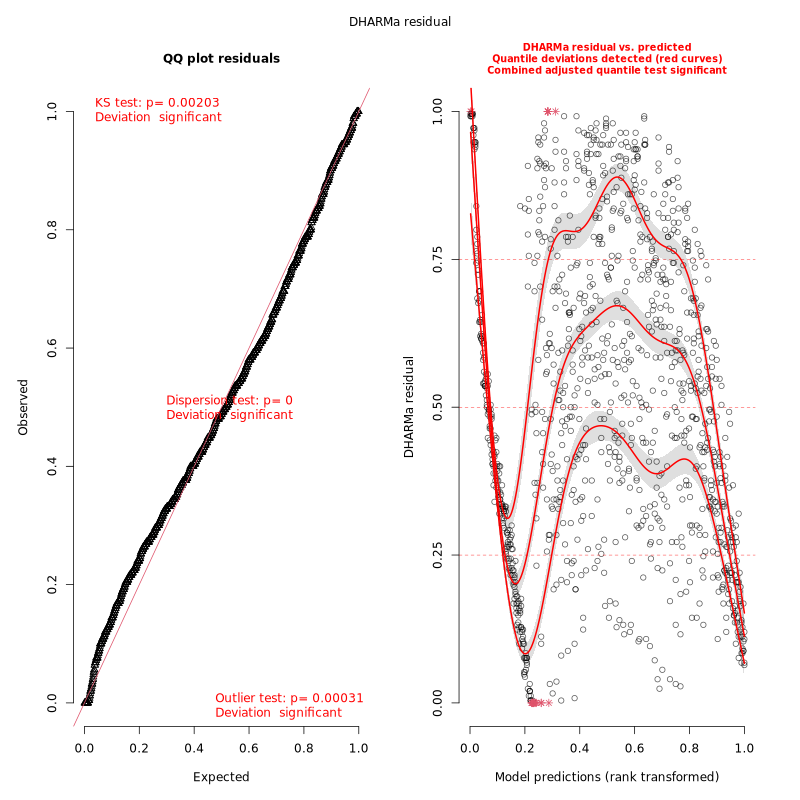 DHARMa residual
QQ plot residuals
KS test: p= 0.00203
Deviation  significant
Dispersion test: p= 0
Deviation  significant
Outlier test: p= 0.00031
Deviation  significant
Observed
0.0
0.2
0.4
0.6
0.8
1.0
0.0
0.2
0.4
0.6
0.8
1.0
Expected
DHARMa residual vs. predicted
Quantile deviations detected (red curves)
Combined adjusted quantile test significant
DHARMa residual
0.00
0.25
0.50
0.75
1.00
0.0
0.2
0.4
0.6
0.8
1.0
Model predictions (rank transformed)